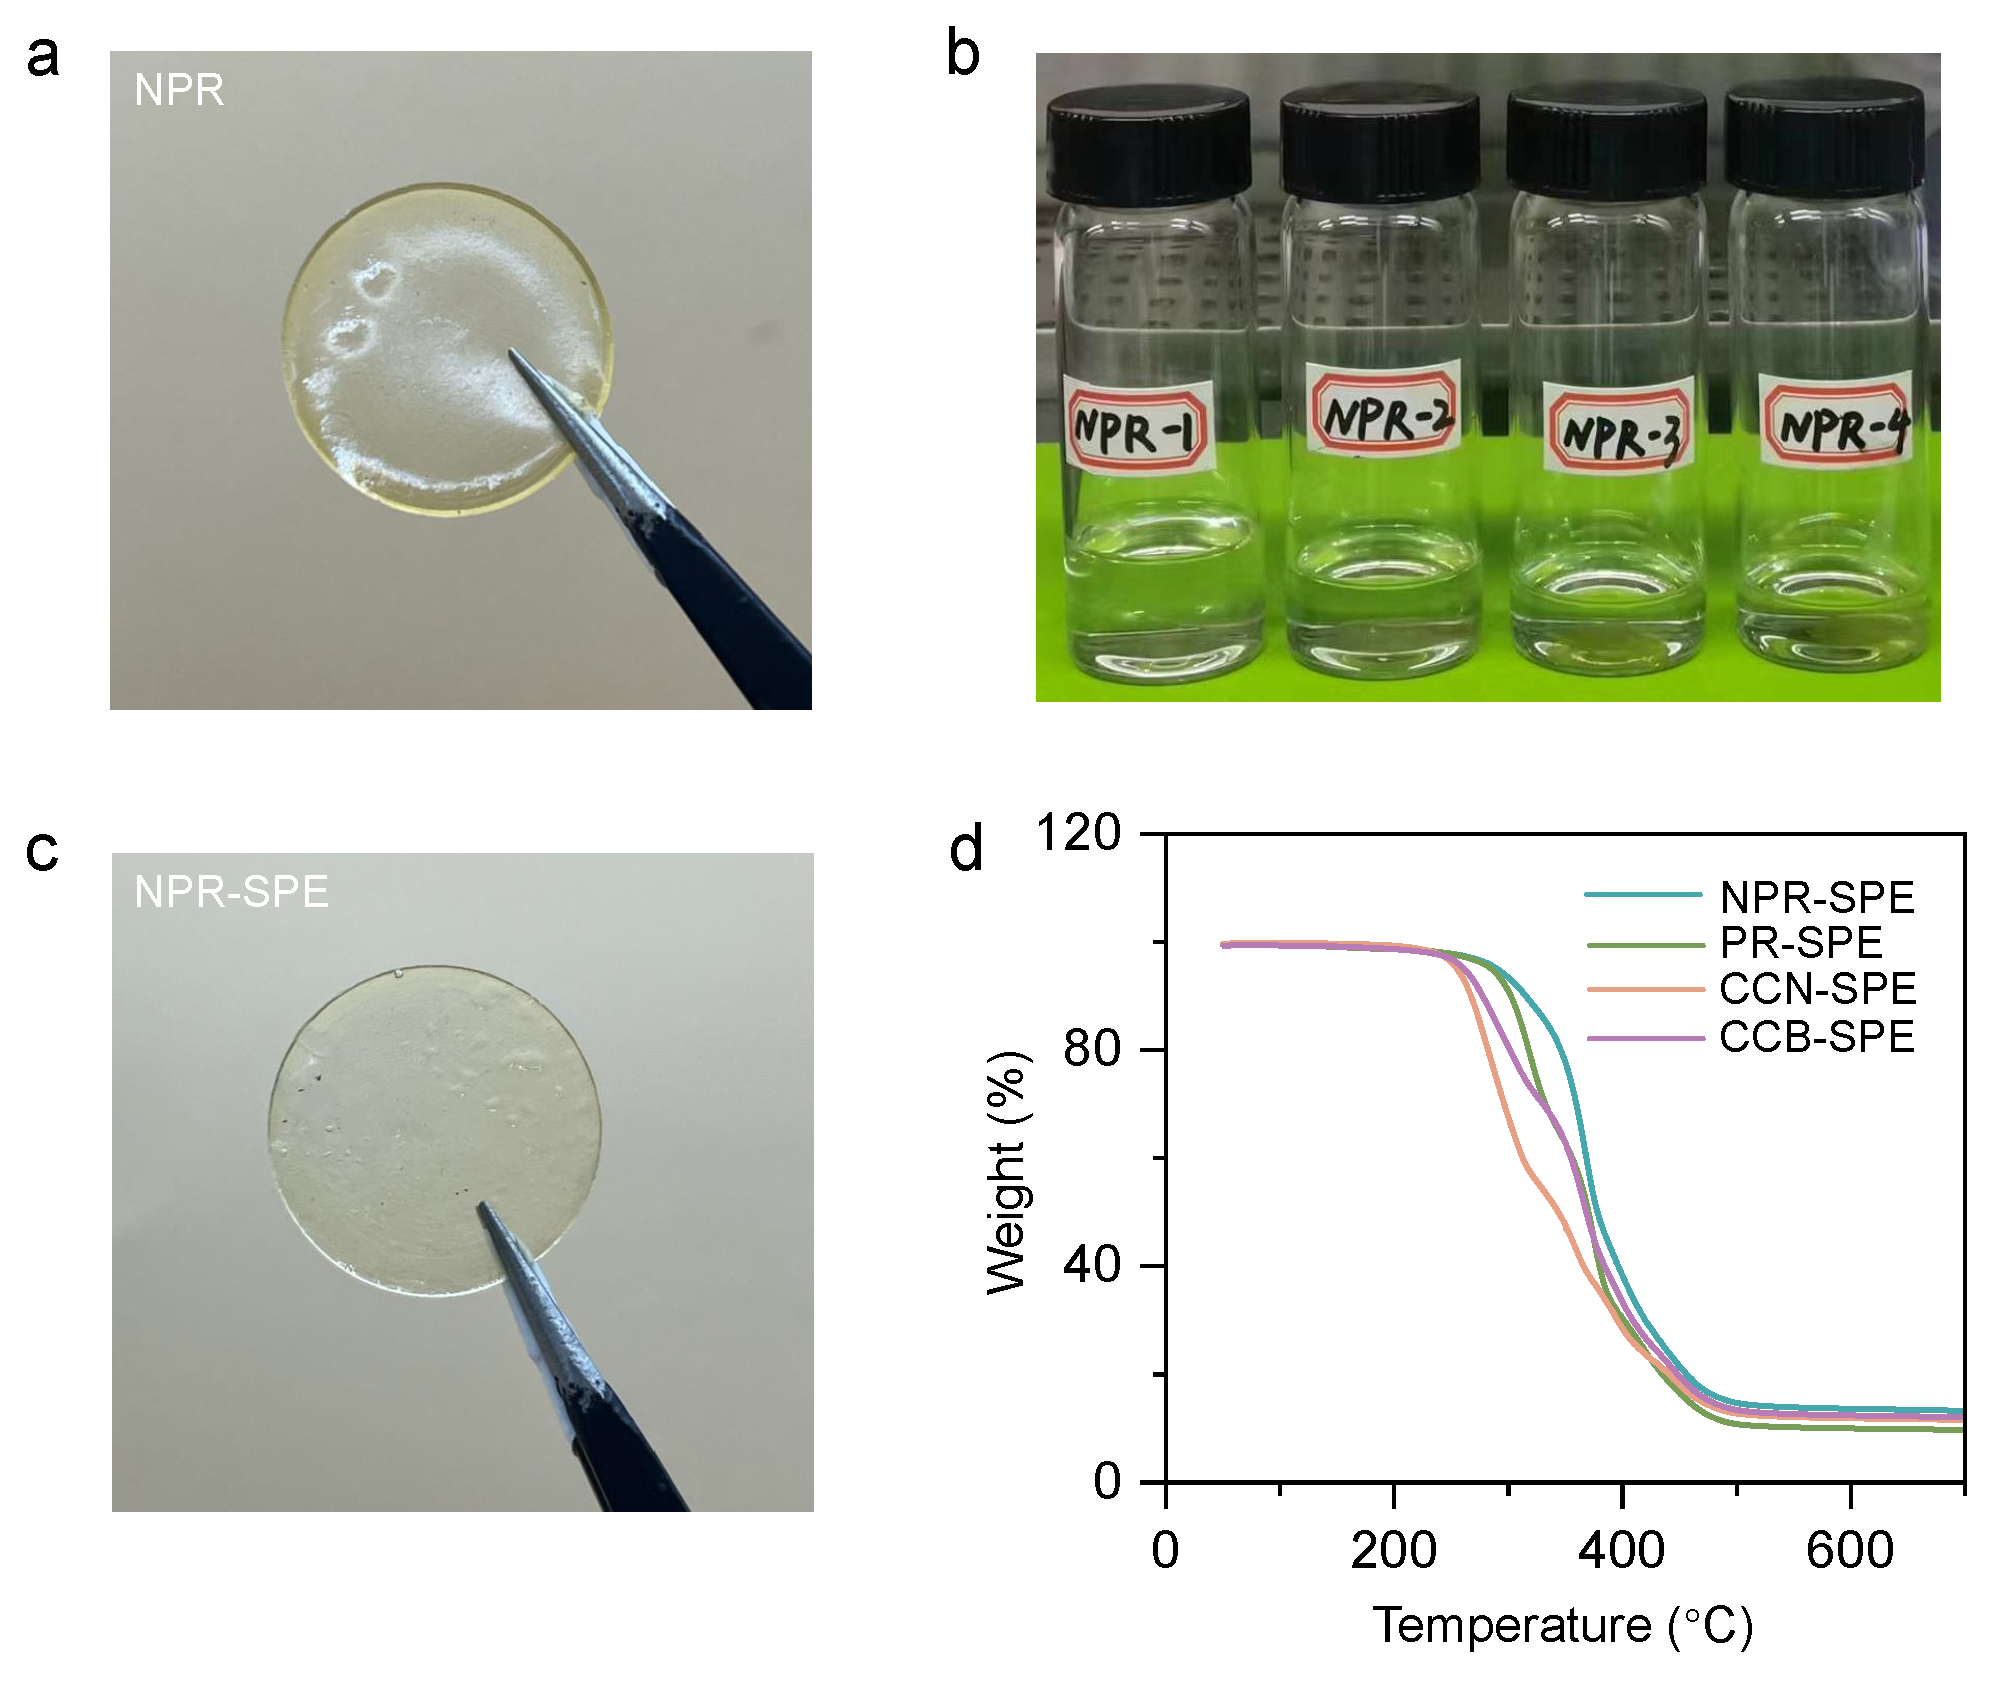 a
NPR
b
NPR-1
NPR-2
NPR-3
NPR-4
c
NPR-SPE
d
120
80
40
0
Weight (%)
NPR-SPE
PR-SPE
CCN-SPE
CCB-SPE
0
200
400
600
Temperature (°C)